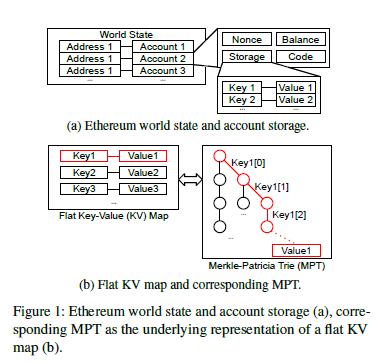 World State
Address 1 Account 1
Address 1 Account 2
Address 1 Account 3
...
Nonce Balance
Storage Code
Key 1 Value 1
Key 2 Value 2
...
(a) Ethereum world state and account storage.
Key1 Value1
Key2 Value2
Key3 Value3
...
Flat Key-Value (KV) Map
Key1[0]
Key1[1]
Key1[2]
...
...
Value1
Merkle-Patricia Trie (MPT)
(b) Flat KV map and corresponding MPT.
Figure 1: Ethereum world state and account storage (a), corre-
sponding MPT as the underlying representation of a flat KV
map (b).